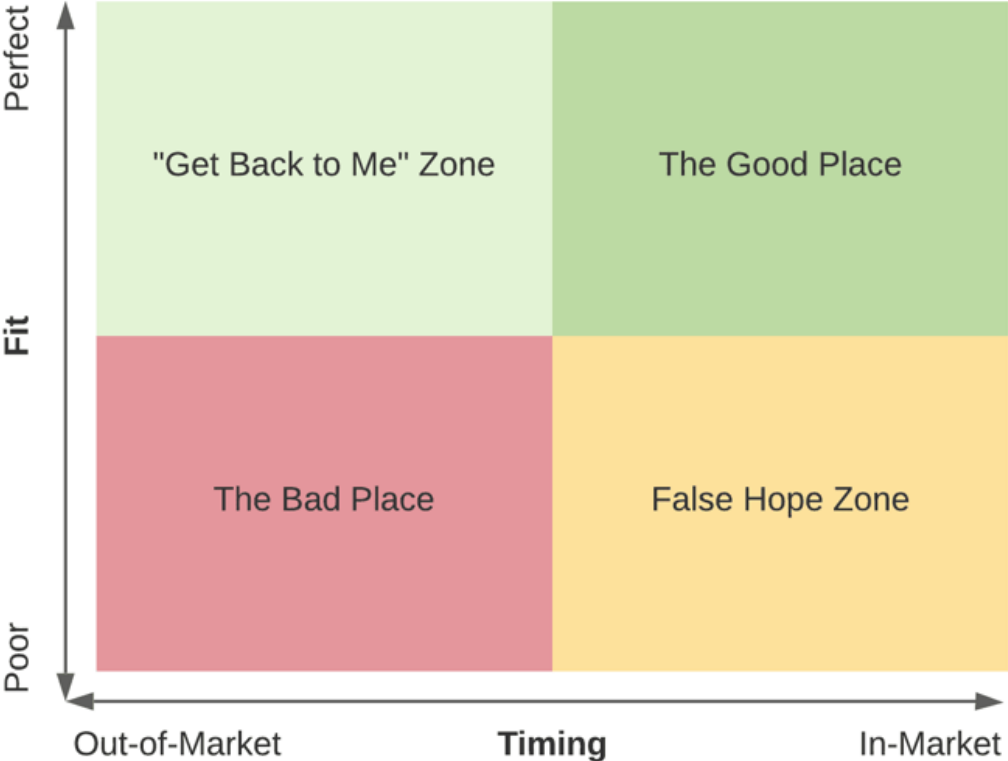 Perfect
"Get Back to Me" Zone
The Good Place
Fit
The Bad Place
False Hope Zone
Poor
Out-of-Market
Timing
In-Market